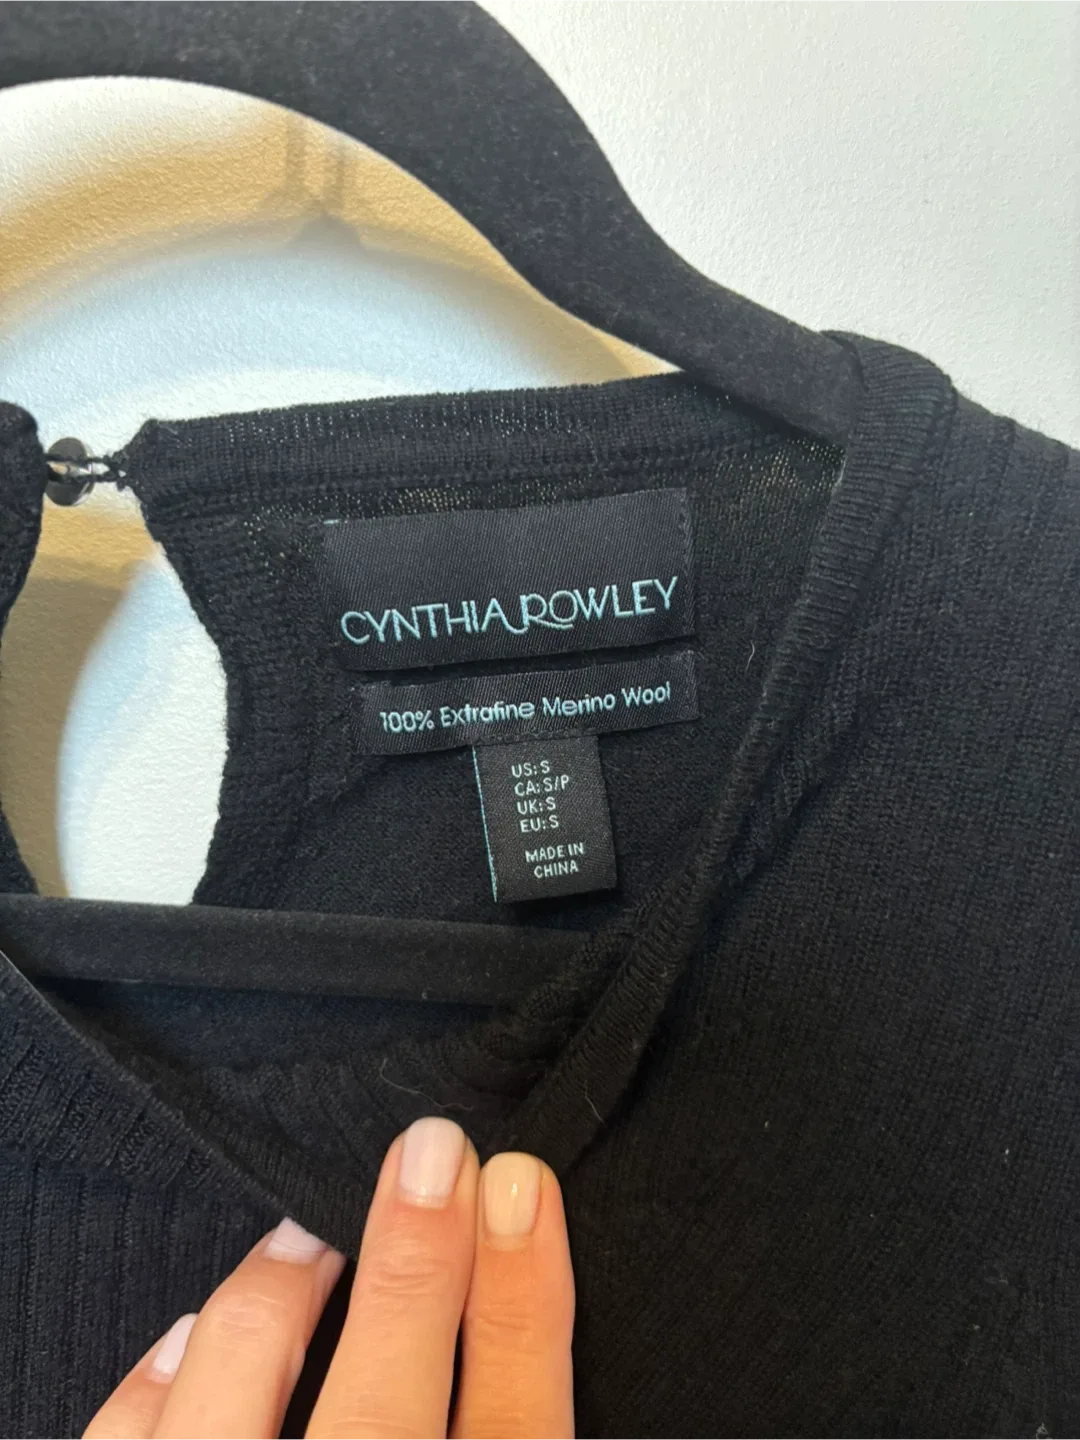 CYNTHIA ROWLEY
100% Extrafine Merino Wool
US: S
CA: S/P
UK: S
EU: S
MADE IN
CHINA